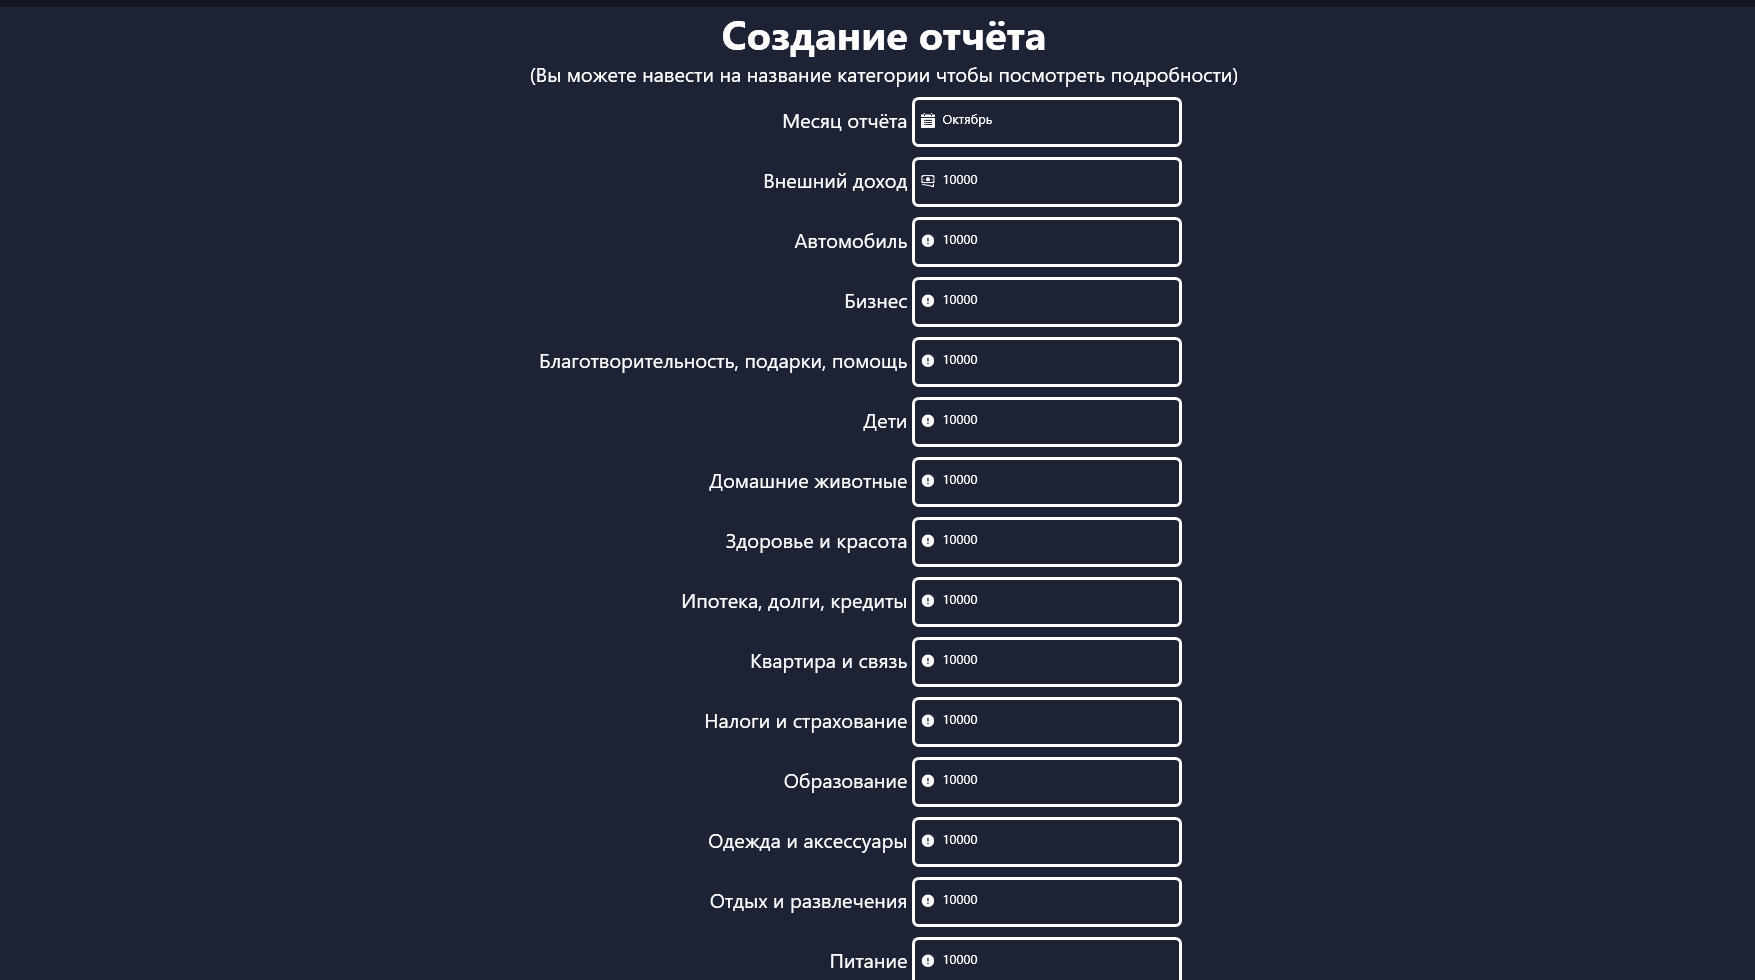 Создание отчёта
(Вы можете навести на название категории чтобы посмотреть подробности)
Месяц отчёта Октябрь
Внешний доход 10000
Автомобиль 10000
Бизнес 10000
Благотворительность, подарки, помощь 10000
Дети 10000
Домашние животные 10000
Здоровье и красота 10000
Ипотека, долги, кредиты 10000
Квартира и связь 10000
Налоги и страхование 10000
Образование 10000
Одежда и аксессуары 10000
Отдых и развлечения 10000
Питание 10000